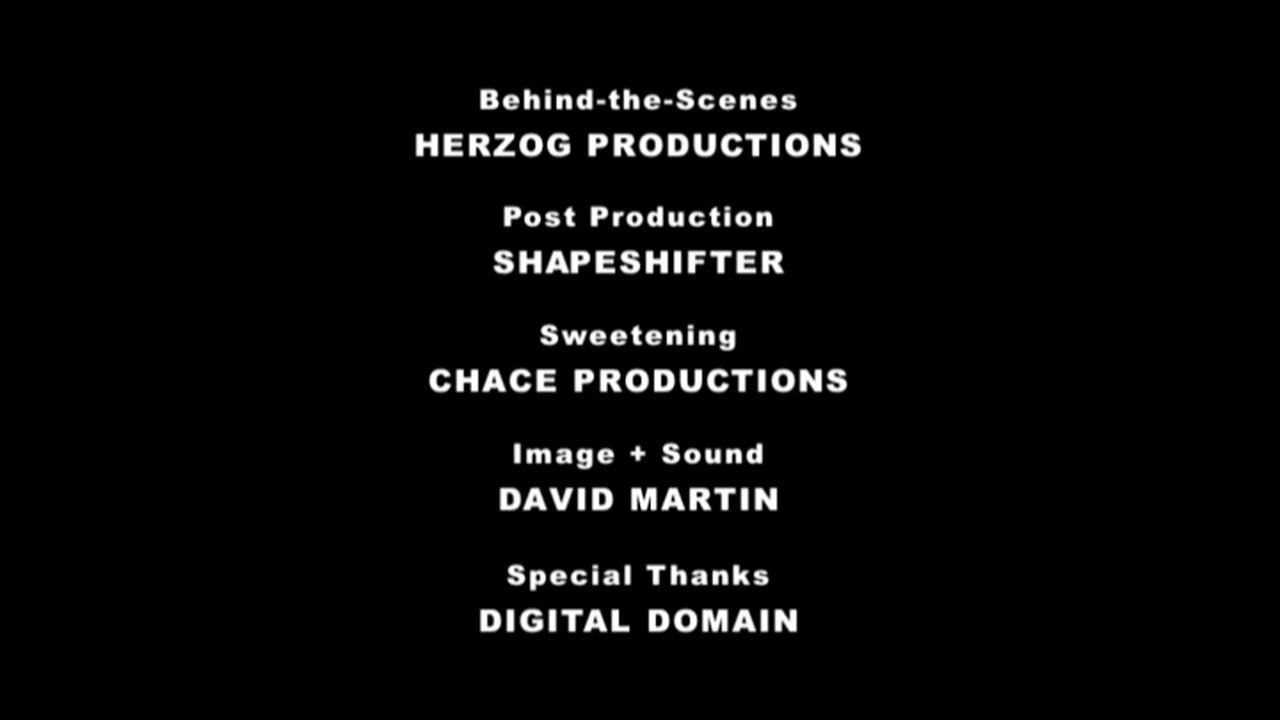 Behind-the-Scenes
HERZOG PRODUCTIONS
Post Production
SHAPESHIFTER
Sweetening
CHACE PRODUCTIONS
Image + Sound
DAVID MARTIN
Special Thanks
DIGITAL DOMAIN